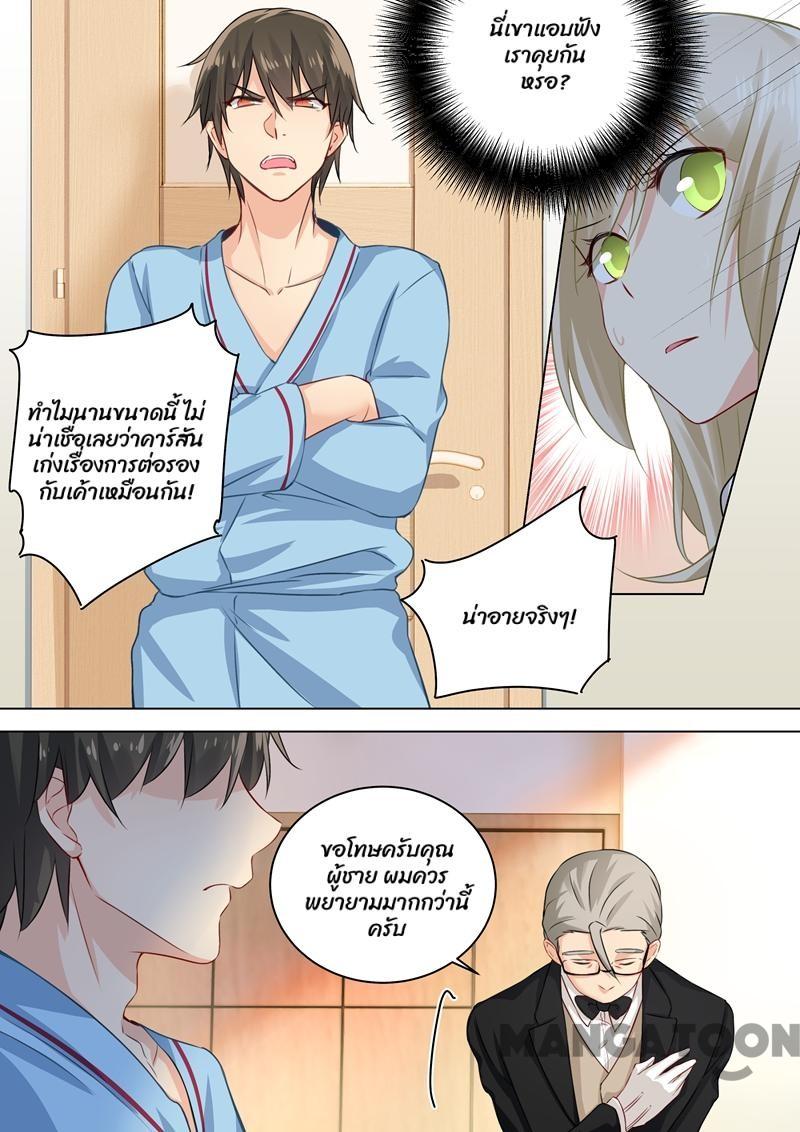 นี่เขาแอบฟัง
เราคุยกัน
หรอ?
ทำไมนานขนาดนี้ ไม่
น่าเชื่อเลยว่าคาร์สัน
เก่งเรื่องการต่อรอง
กับเค้าเหมือนกัน!
น่าอายจริงๆ!
ขอโทษครับคุณ
ผู้ชาย ผมควร
พยายามมากกว่านี้
ครับ
MANGATOON